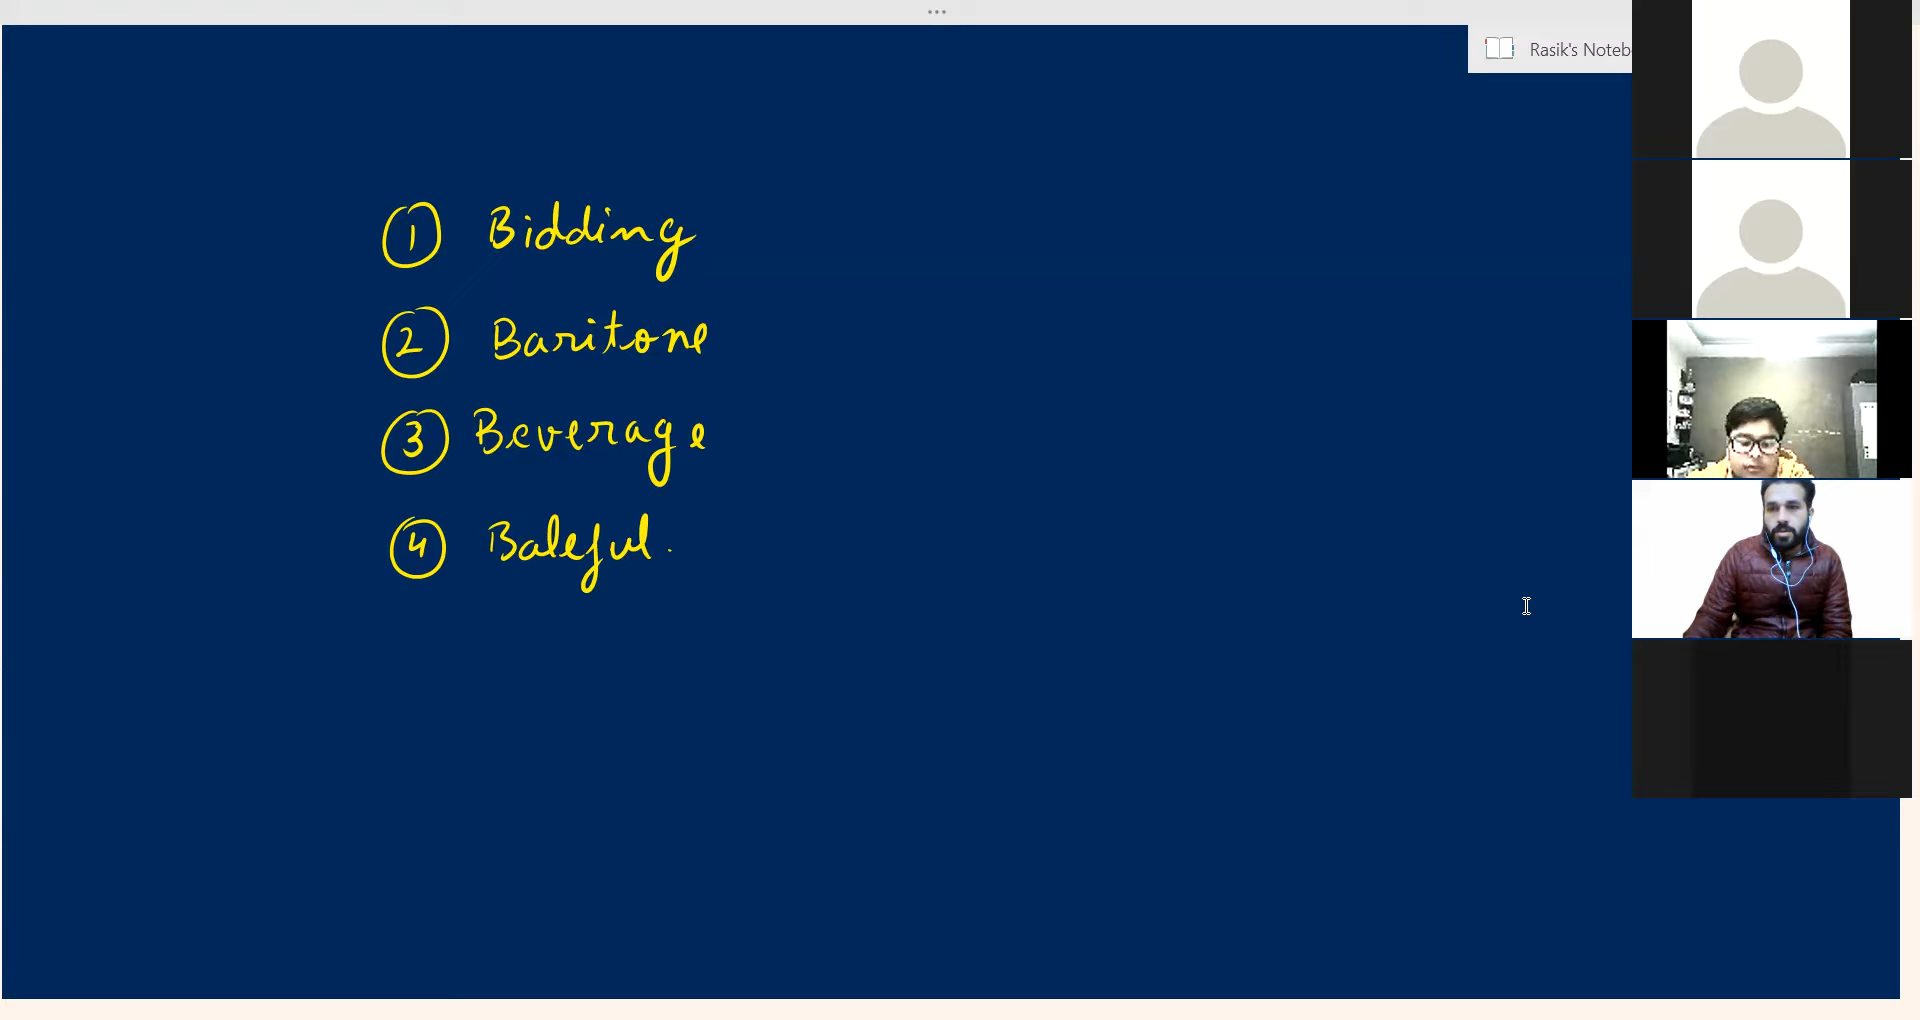 Rasik's Noteb
1 Bidding
2 Baritone
3 Beverage
4 Baleful.